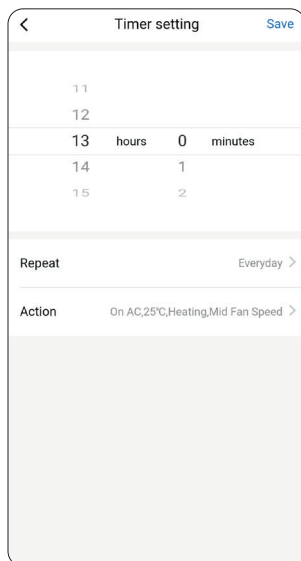 Timer setting Save
11
12
13 hours 0 minutes
14 1
15 2
Repeat Everyday >
Action On AC,25℃,Heating,Mid Fan Speed >